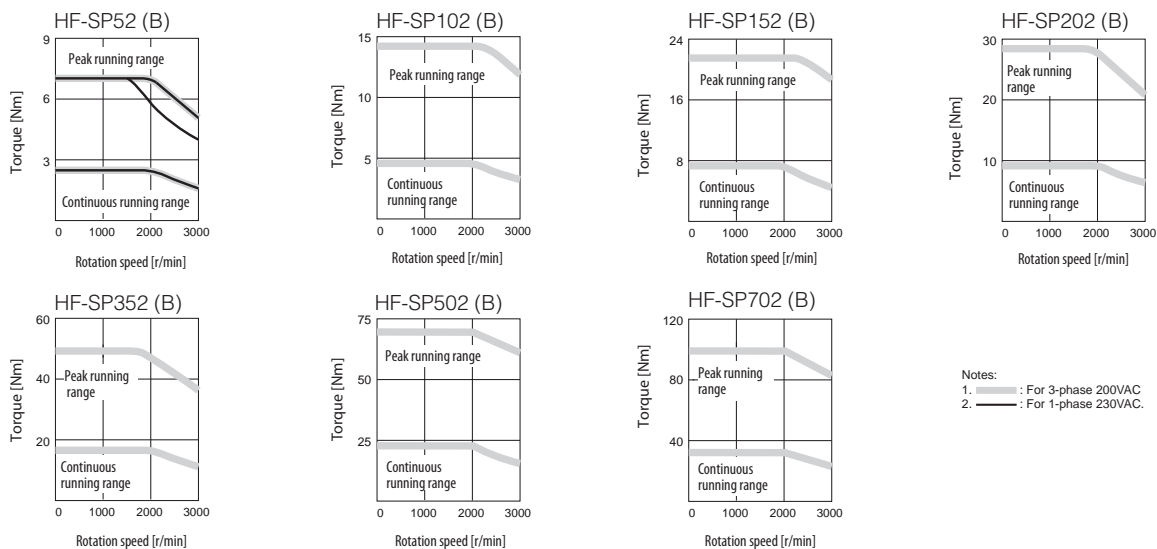 HF-SP52 (B)
9
Peak running range
6
Torque [Nm]
3
Continuous running range
0 1000 2000 3000
Rotation speed [r/min]
HF-SP102 (B)
15
Peak running range
10
Torque [Nm]
5
Continuous
running range
0 1000 2000 3000
Rotation speed [r/min]
HF-SP152 (B)
24
Peak running range
16
Torque [Nm]
8
Continuous
running range
0 1000 2000 3000
Rotation speed [r/min]
HF-SP202 (B)
30
Peak running
range
20
Torque [Nm]
10
Continuous
running range
0 1000 2000 3000
Rotation speed [r/min]
HF-SP352 (B)
60
Peak running
range
40
Torque [Nm]
20
Continuous
running range
0 1000 2000 3000
Rotation speed [r/min]
HF-SP502 (B)
75
Peak running range
50
Torque [Nm]
25
Continuous
running range
0 1000 2000 3000
Rotation speed [r/min]
HF-SP702 (B)
120
Peak running
range
80
Torque [Nm]
40
Continuous
running range
0 1000 2000 3000
Rotation speed [r/min]
Notes:
1. : For 3-phase 200VAC
2. : For 1-phase 230VAC.